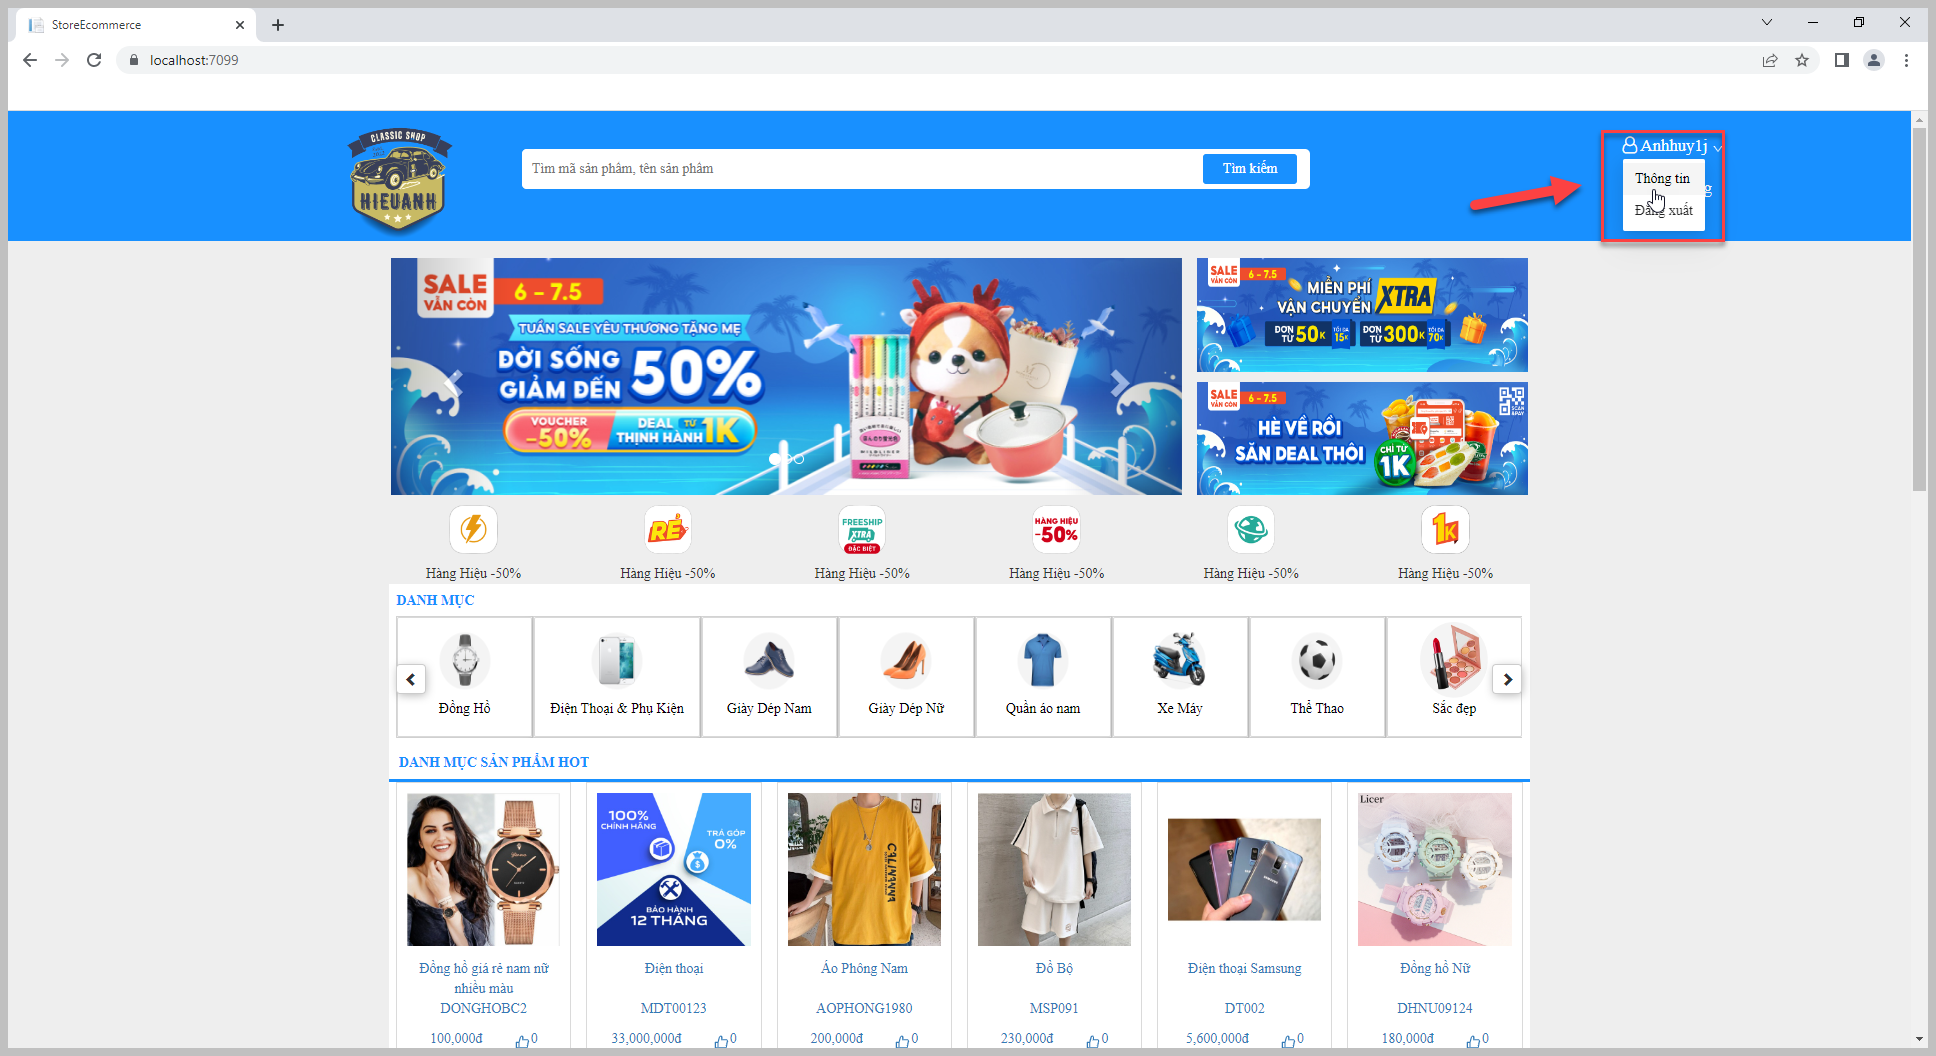 StoreEcommerce
localhost:7099
CLASSIC SHOP
HIEUANH
Tìm mã sản phẩm, tên sản phẩm
Tìm kiếm
Anhhuy1j
Thông tin
g
Đăng xuất
SALE
VẪN CÒN
6 - 7.5
TUẦN SALE YÊU THƯƠNG TẶNG MẸ
ĐỜI SỐNG
GIẢM ĐẾN
50%
VOUCHER
-50%
DEAL TỪ
THỊNH HÀNH 1K
SALE
VẪN CÒN
6 - 7.5
MIỄN PHÍ
VẬN CHUYỂN
XTRA
ĐƠN TỪ 50K TỐI ĐA 15K
ĐƠN TỪ 300K TỐI ĐA 70K
SALE
VẪN CÒN
6 - 7.5
SCAN & PAY
HÈ VỀ RỒI
SĂN DEAL THÔI
CHỈ TỪ
1K
RẺ
FREESHIP
XTRA
ĐẶC BIỆT
HÀNG HIỆU
-50%
1K
Hàng Hiệu -50%
Hàng Hiệu -50%
Hàng Hiệu -50%
Hàng Hiệu -50%
Hàng Hiệu -50%
Hàng Hiệu -50%
DANH MỤC
Đồng Hồ
Điện Thoại & Phụ Kiện
Giày Dép Nam
Giày Dép Nữ
Quần áo nam
Xe Máy
Thể Thao
Sắc đẹp
DANH MỤC SẢN PHẨM HOT
100%
CHÍNH HÃNG
TRẢ GÓP
0%
BẢO HÀNH
12 THÁNG
Licer
Đồng hồ giá rẻ nam nữ
nhiều màu
DONGHOBC2
100,000đ
0
Điện thoại
MDT00123
33,000,000đ
0
Áo Phông Nam
AOPHONG1980
200,000đ
0
Đồ Bộ
MSP091
230,000đ
0
Điện thoại Samsung
DT002
5,600,000đ
0
Đồng hồ Nữ
DHNU09124
180,000đ
0